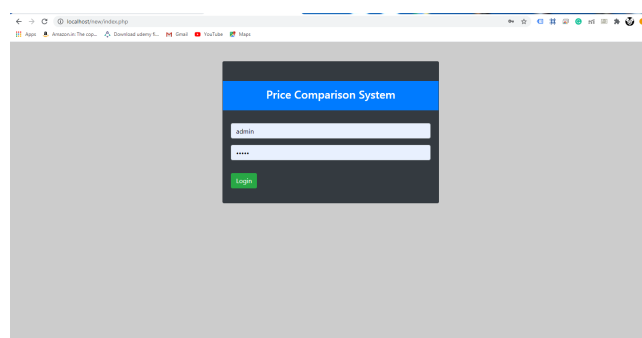 localhost/new/index.php
Apps Amazon.in: The cop... Download udemy fi... Gmail YouTube Maps
Price Comparison System
admin
•••••
Login